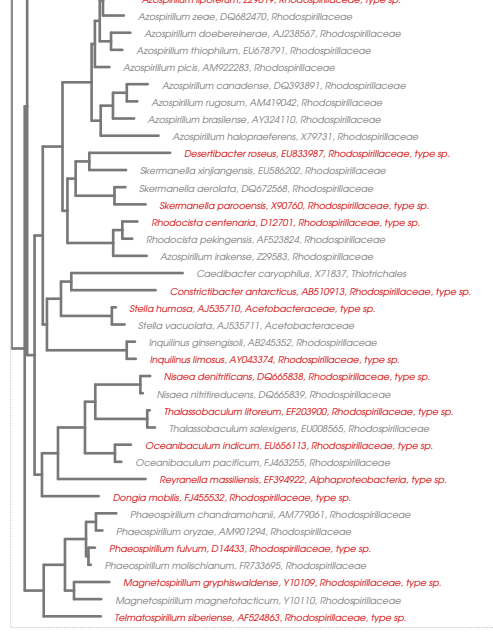 Azospirillum zeae, DQ682470, Rhodospirillaceae
Azospirillum doebereinerae, AJ238567, Rhodospirillaceae
Azospirillum thiophilum, EU678791, Rhodospirillaceae
Azospirillum picis, AM922283, Rhodospirillaceae
Azospirillum canadense, DQ393891, Rhodospirillaceae
Azospirillum rugosum, AM419042, Rhodospirillaceae
Azospirillum brasiliense, AY324110, Rhodospirillaceae
Azospirillum halopraeferens, X79731, Rhodospirillaceae
Desertibacter roseus, EU833987, Rhodospirillaceae, type sp.
Skermanella xinjiangensis, EU586202, Rhodospirillaceae
Skermanella aerolata, DQ672568, Rhodospirillaceae
Skermanella parooensis, X90760, Rhodospirillaceae, type sp.
Rhodocista centenaria, D12701, Rhodospirillaceae, type sp.
Rhodocista pekingensis, AF523824, Rhodospirillaceae
Azospirillum irakense, Z29583, Rhodospirillaceae
Caedibacter caryophilus, X71837, Thiotrichales
Constrictibacter antarcticus, AB510913, Rhodospirillaceae, type sp.
Stella humosa, AJ535710, Acetobacteraceae, type sp.
Stella vacuolata, AJ535711, Acetobacteraceae
Inquilinus ginsengisoli, AB245352, Rhodospirillaceae
Inquilinus limosus, AY043374, Rhodospirillaceae, type sp.
Nisaea denitrificans, DQ665838, Rhodospirillaceae, type sp.
Nisaea nitritireducens, DQ665839, Rhodospirillaceae
Thalassobaculum litoreum, EF203900, Rhodospirillaceae, type sp.
Thalassobaculum salexigens, EU008565, Rhodospirillaceae
Oceanibaculum indicum, EU656113, Rhodospirillaceae, type sp.
Oceanibaculum pacificum, FJ463255, Rhodospirillaceae
Reyranella massiliensis, EF394922, Alphaproteobacteria, type sp.
Dongia mobilis, FJ455532, Rhodospirillaceae, type sp.
Phaeospirillum chandramohanii, AM779061, Rhodospirillaceae
Phaeospirillum oryzae, AM901294, Rhodospirillaceae
Phaeospirillum fulvum, D14433, Rhodospirillaceae, type sp.
Phaeospirillum molischianum, FR733695, Rhodospirillaceae
Magnetospirillum gryphiswaldense, Y10109, Rhodospirillaceae, type sp.
Magnetospirillum magnetotacticum, Y10110, Rhodospirillaceae
Telmatospirillum siberiense, AF524863, Rhodospirillaceae, type sp.